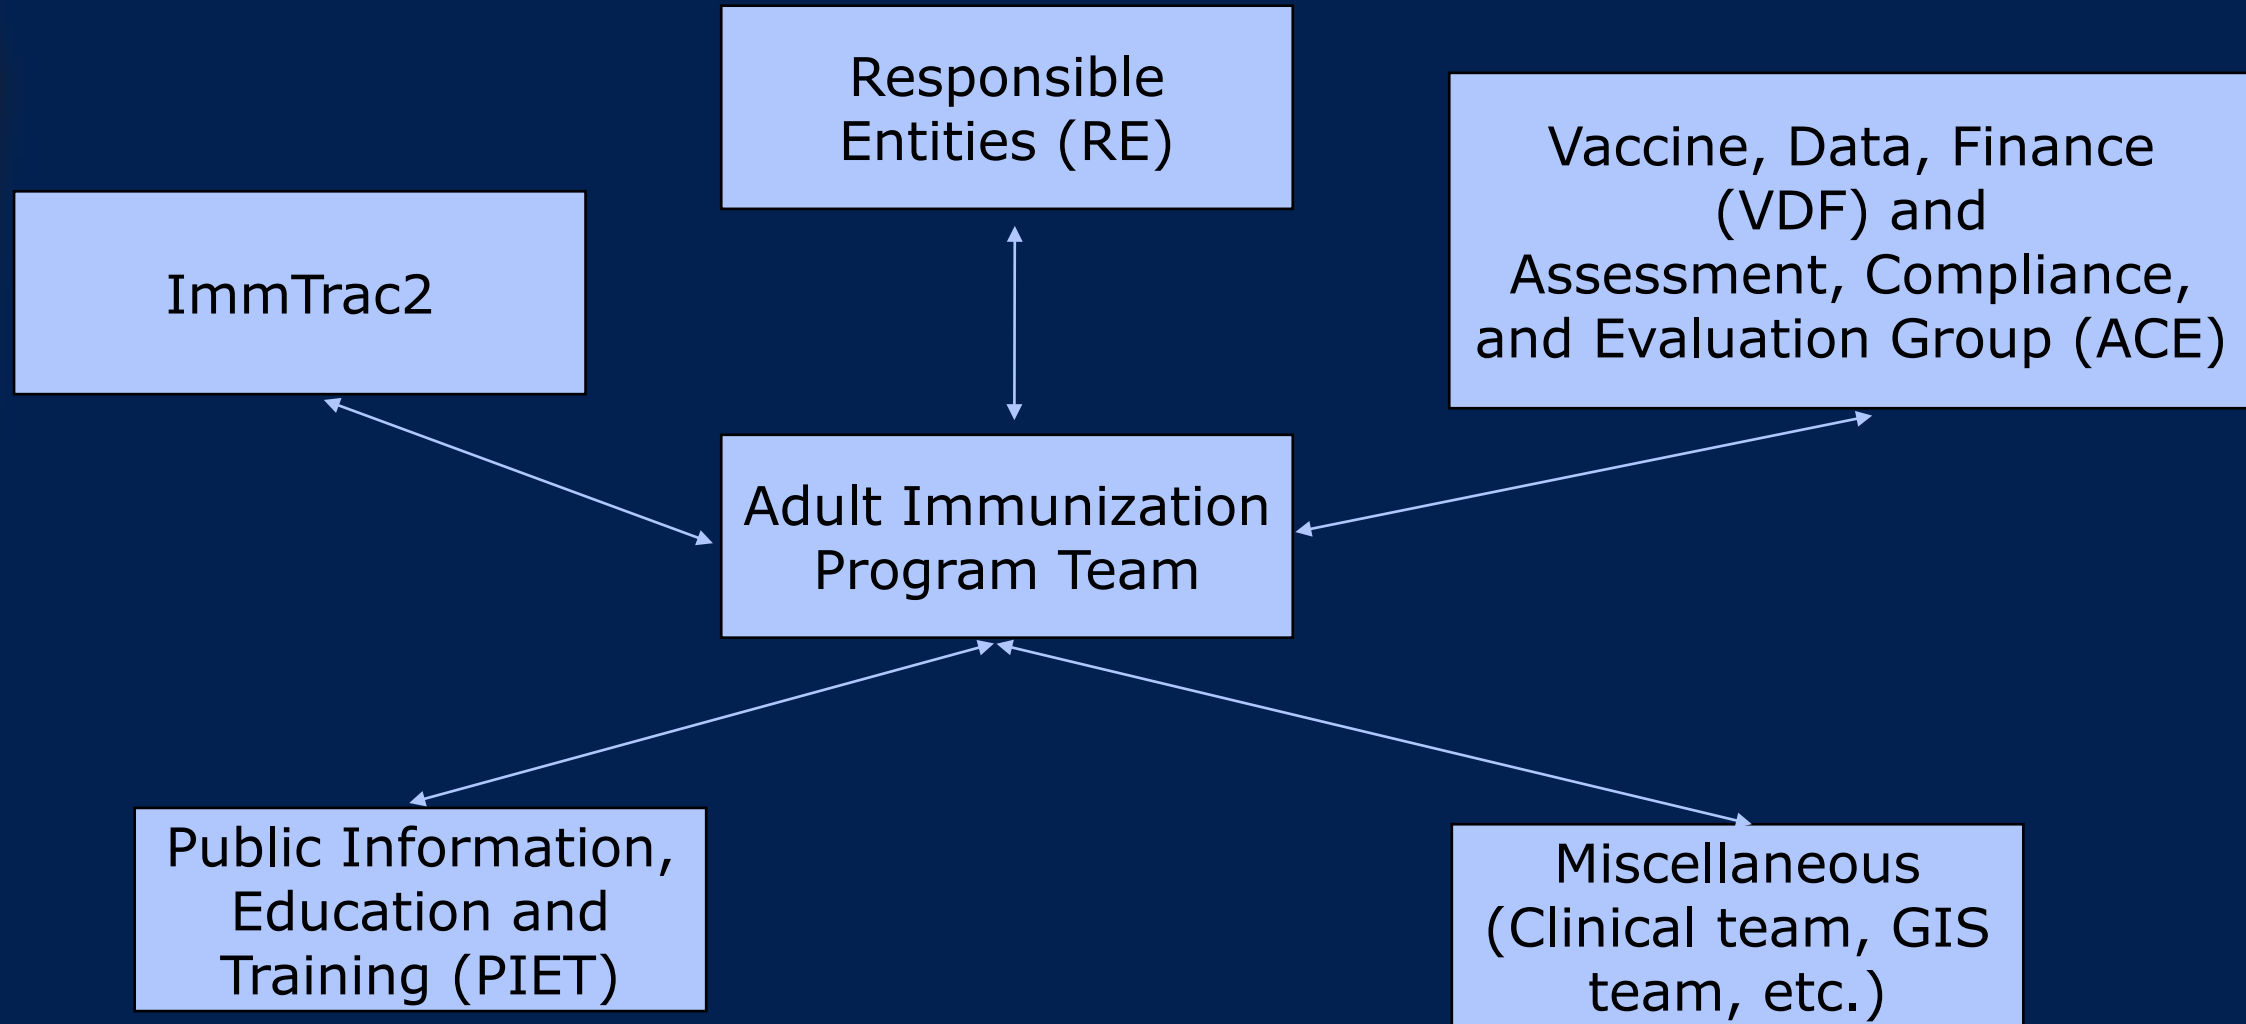 Responsible
Entities (RE)
Vaccine, Data, Finance
(VDF) and
Assessment, Compliance,
and Evaluation Group (ACE)
ImmTrac2
Adult Immunization
Program Team
Public Information,
Education and
Training (PIET)
Miscellaneous
(Clinical team, GIS
team, etc.)